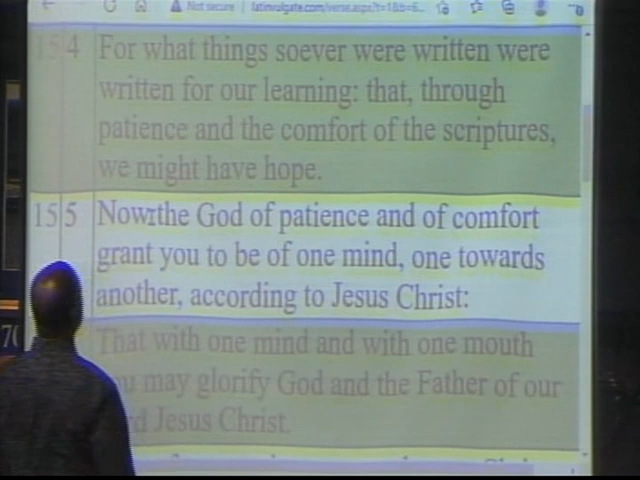 Not secure | latinvulgate.com/verse.aspx?t=1&b=6...
15 4 For what things soever were written were
written for our learning: that, through
patience and the comfort of the scriptures,
we might have hope.
15 5 Now the God of patience and of comfort
grant you to be of one mind, one towards
another, according to Jesus Christ:
That with one mind and with one mouth
may glorify God and the Father of our
Jesus Christ.